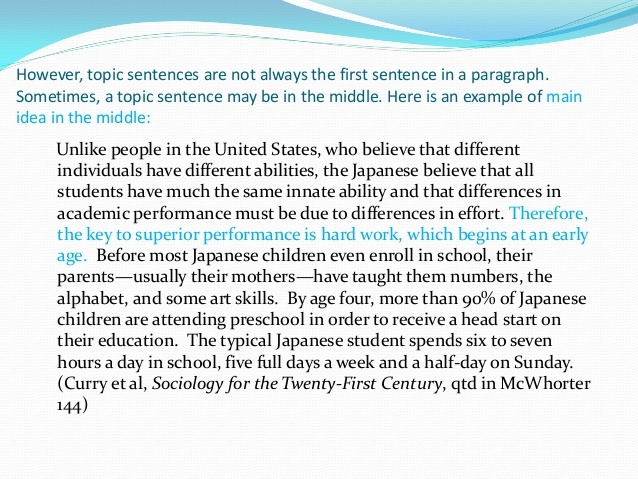 However, topic sentences are not always the first sentence in a paragraph.
Sometimes, a topic sentence may be in the middle. Here is an example of main
idea in the middle:
Unlike people in the United States, who believe that different
individuals have different abilities, the Japanese believe that all
students have much the same innate ability and that differences in
academic performance must be due to differences in effort. Therefore,
the key to superior performance is hard work, which begins at an early
age. Before most Japanese children even enroll in school, their
parents—usually their mothers—have taught them numbers, the
alphabet, and some art skills. By age four, more than 90% of Japanese
children are attending preschool in order to receive a head start on
their education. The typical Japanese student spends six to seven
hours a day in school, five full days a week and a half-day on Sunday.
(Curry et al, Sociology for the Twenty-First Century, qtd in McWhorter
144)